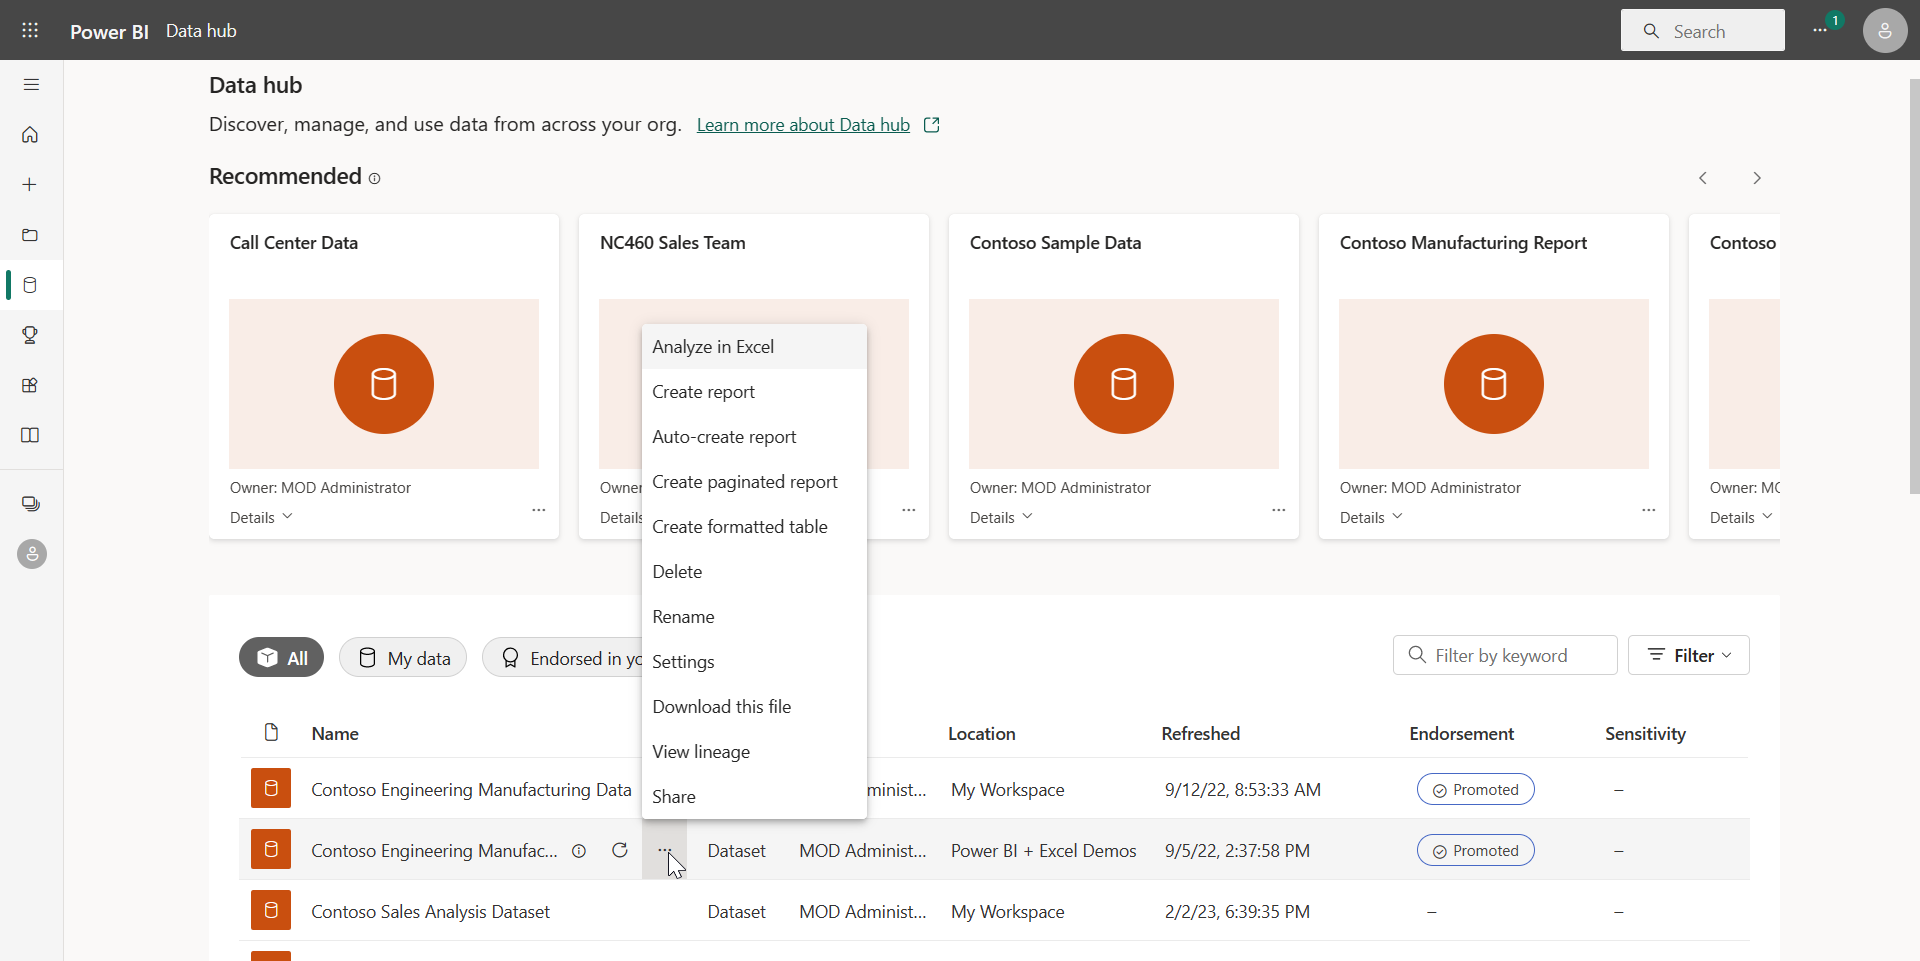 Power BI Data hub
Search
1
Data hub
Discover, manage, and use data from across your org. Learn more about Data hub
Recommended
Call Center Data
NC460 Sales Team
Contoso Sample Data
Contoso Manufacturing Report
Contoso
Owner: MOD Administrator
Details
Owner
Details
Owner: MOD Administrator
Details
Owner: MOD Administrator
Details
Owner: MO
Details
Analyze in Excel
Create report
Auto-create report
Create paginated report
Create formatted table
Delete
Rename
Settings
Download this file
View lineage
Share
All
My data
Endorsed in yo
Filter by keyword
Filter
Name Location Refreshed Endorsement Sensitivity
Contoso Engineering Manufacturing Data minist... My Workspace 9/12/22, 8:53:33 AM Promoted –
Contoso Engineering Manufac... ... Dataset MOD Administ... Power BI + Excel Demos 9/5/22, 2:37:58 PM Promoted –
Contoso Sales Analysis Dataset Dataset MOD Administ... My Workspace 2/2/23, 6:39:35 PM – –